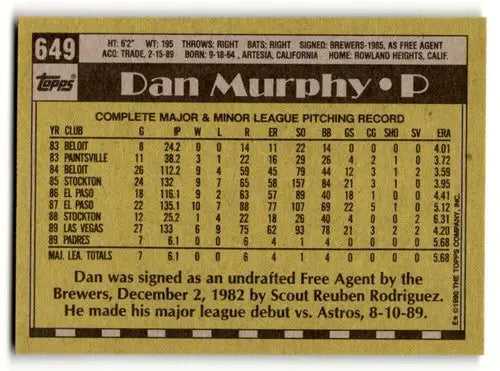 649
HT: 6'2" WT: 195 THROWS: RIGHT BATS: RIGHT SIGNED: BREWERS-1985, AS FREE AGENT
ACQ: TRADE, 2-15-89 BORN: 9-18-64, ARTESIA, CALIFORNIA HOME: ROWLAND HEIGHTS, CALIF.
Topps
Dan Murphy • P
COMPLETE MAJOR & MINOR LEAGUE PITCHING RECORD
YR CLUB G IP W L R ER SO BB GS CG SHO SV ERA
83 BELOIT 8 24.2 0 0 14 11 22 14 0 0 0 0 4.01
83 PAINTSVILLE 11 38.2 3 1 22 16 29 26 4 2 1 0 3.72
84 BELOIT 26 112.2 9 4 59 45 79 44 12 3 2 3 3.59
85 STOCKTON 24 132 9 7 65 58 157 84 21 3 0 0 3.95
86 EL PASO 18 116.1 9 2 63 57 89 40 18 1 0 0 4.41
87 EL PASO 22 135.1 10 7 88 77 107 69 22 5 1 0 5.12
88 STOCKTON 12 25.2 1 4 22 18 26 26 0 0 0 2 6.31
89 LAS VEGAS 27 133 6 9 75 62 93 78 21 0 0 2 4.20
89 PADRES 7 6.1 0 0 6 4 1 4 0 0 0 0 5.68
MAJ. LEA. TOTALS 7 6.1 0 0 6 4 1 4 0 0 0 0 5.68
Dan was signed as an undrafted Free Agent by the
Brewers, December 2, 1982 by Scout Reuben Rodriguez.
He made his major league debut vs. Astros, 8-10-89.
© 1990 THE TOPPS COMPANY, INC.